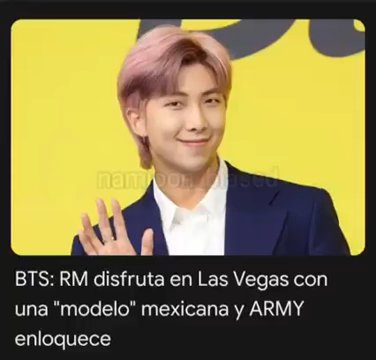 BTS: RM disfruta en Las Vegas con
una "modelo" mexicana y ARMY
enloquece